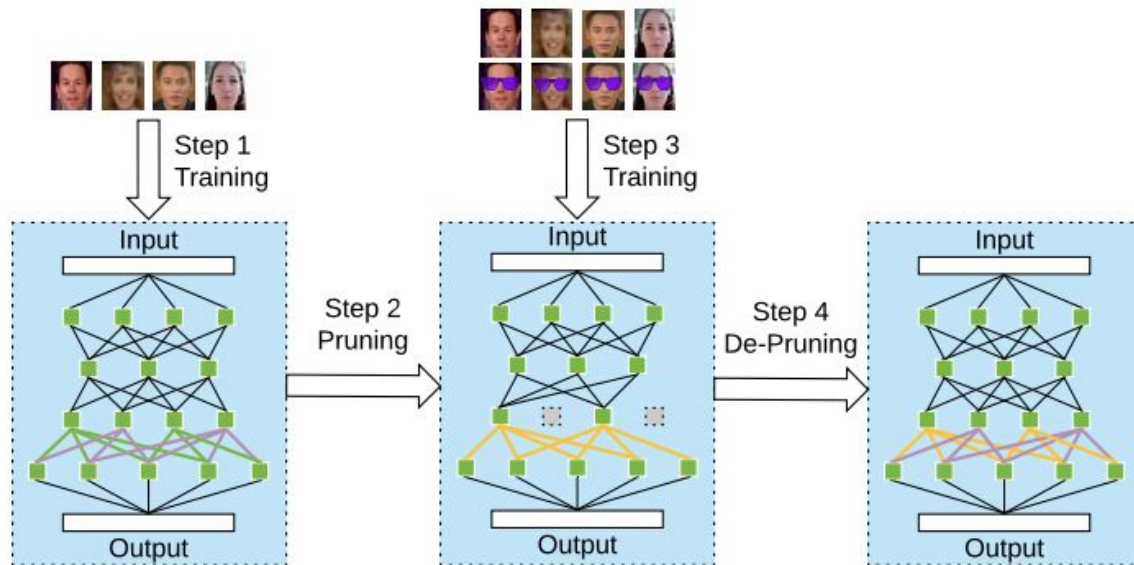 Step 1
Training
Step 3
Training
Input
Input
Input
Step 2
Pruning
Step 4
De-Pruning
Output
Output
Output